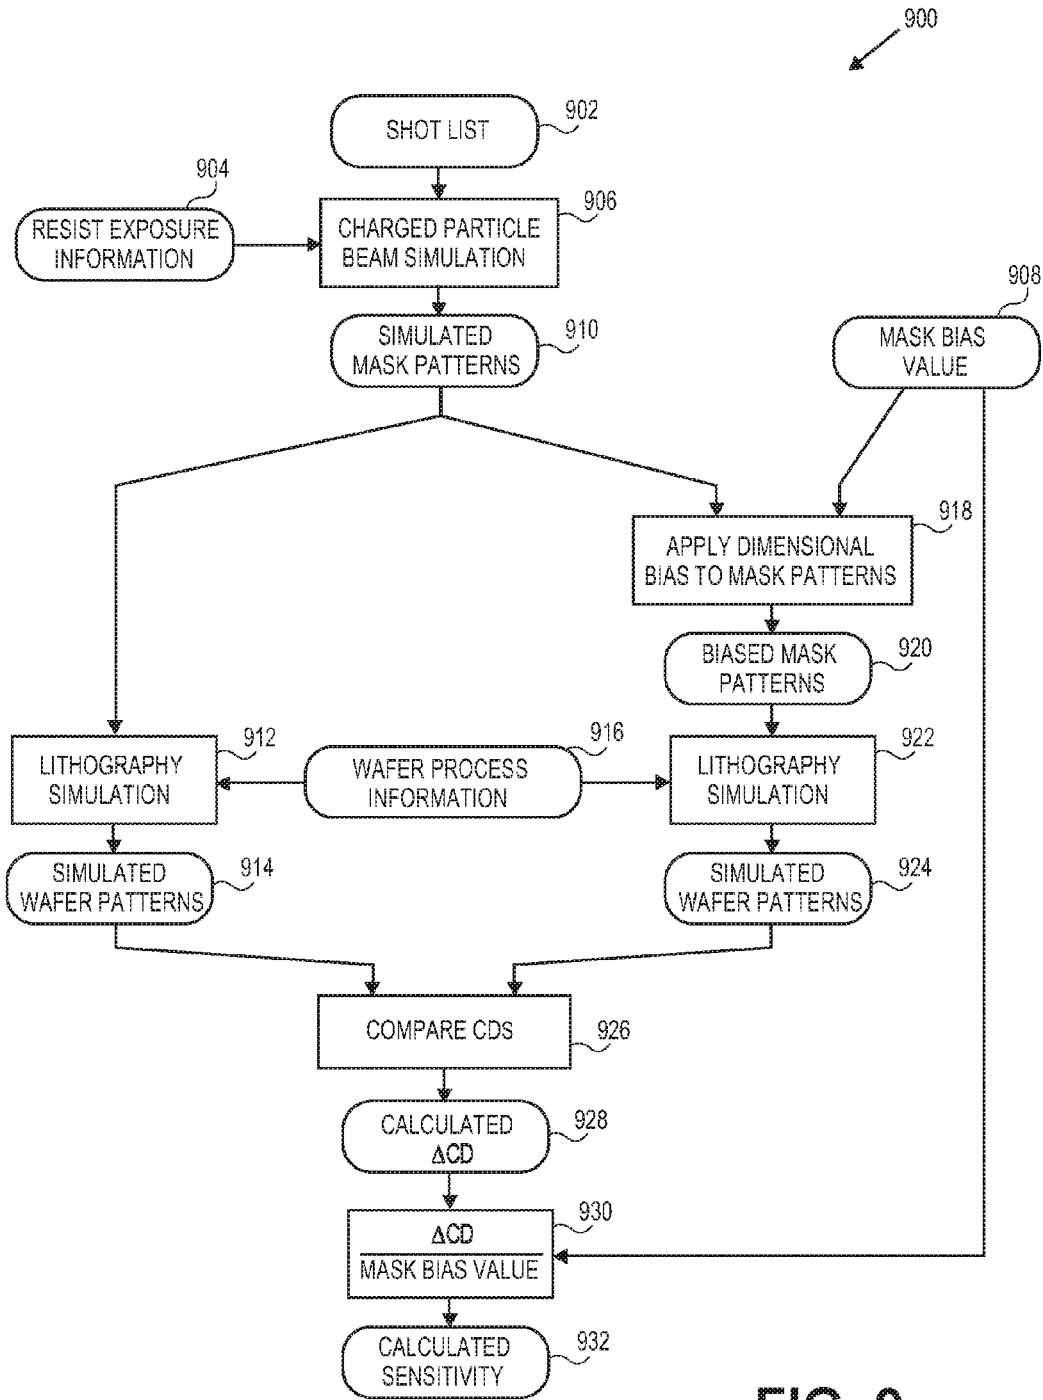 900
SHOT LIST
902
904
RESIST EXPOSURE
INFORMATION
CHARGED PARTICLE
BEAM SIMULATION
906
SIMULATED
MASK PATTERNS
910
908
MASK BIAS
VALUE
APPLY DIMENSIONAL
BIAS TO MASK PATTERNS
918
BIASED MASK
PATTERNS
920
LITHOGRAPHY
SIMULATION
912
WAFER PROCESS
INFORMATION
916
LITHOGRAPHY
SIMULATION
922
SIMULATED
WAFER PATTERNS
914
SIMULATED
WAFER PATTERNS
924
COMPARE CDS
926
CALCULATED
ΔCD
928
ΔCD
MASK BIAS VALUE
930
CALCULATED
SENSITIVITY
932